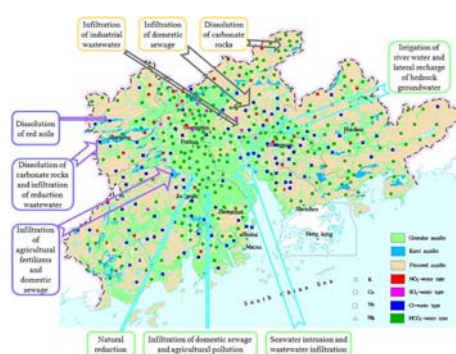 Infiltration
of industrial
wastewater
Infiltration
of domestic
sewage
Dissolution
of carbonate
rocks
Irrigation of
river water and
lateral recharge
of bedrock
groundwater
Dissolution
of red soils
Dissolution of
carbonate rocks
and infiltration
of reduction
wastewater
Infiltration
of agricultural
fertilizers
and domestic
sewage
Foshan
Huizhou
Zhongshan
Zhuhai
Macau
Shenzhen
Hong Kong
South China Sea
Granular aquifer
Karst aquifer
Fissured aquifer
NO₃-water type
SO₄-water type
Cl-water type
HCO₃-water type
K
Ca
Na
Mg
Natural
reduction
Infiltration of domestic sewage
and agricultural pollution
Seawater intrusion and
wastewater infiltration